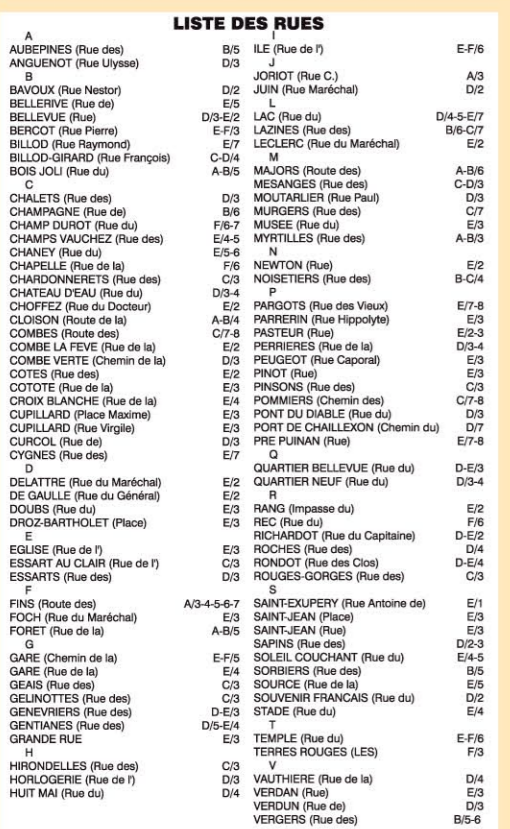 LISTE DES RUES
A
AUBEPINES (Rue des) B/5
ANGUENOT (Rue Ulysse) D/3
B
BAVOUX (Rue Nestor) D/2
BELLERIVE (Rue de) E/5
BELLEVUE (Rue) D/3-E/2
BERCOT (Rue Pierre) E-F/3
BILLOD (Rue Raymond) E/7
BILLOD-GIRARD (Rue François) C-D/4
BOIS JOLI (Rue du) A-B/5
C
CHALETS (Rue des) D/3
CHAMPAGNE (Rue de) B/6
CHAMP DUROT (Rue du) F/6-7
CHAMPS VAUCHEZ (Rue des) E/4-5
CHANEY (Rue du) E/5-6
CHAPELLE (Rue de la) F/6
CHARDONNERETS (Rue des) C/3
CHATEAU D'EAU (Rue du) D/3-4
CHOFFEZ (Rue du Docteur) E/2
CLOISON (Route de la) A-B/4
COMBES (Route des) C/7-8
COMBE LA FEVE (Rue de la) E/2
COMBE VERTE (Chemin de la) D/3
COTES (Rue des) E/2
COTOTE (Rue de la) E/3
CROIX BLANCHE (Rue de la) E/4
CUPILLARD (Place Maxime) E/3
CUPILLARD (Rue Virgile) E/3
CURCOL (Rue de) D/3
CYGNES (Rue des) E/7
D
DELATTRE (Rue du Maréchal) E/2
DE GAULLE (Rue du Général) E/2
DOUBS (Rue du) E/3
DROZ-BARTHOLET (Place) E/3
E
EGLISE (Rue de l') E/3
ESSART AU CLAIR (Rue de l') C/3
ESSARTS (Rue des) D/3
F
FINS (Route des) A/3-4-5-6-7
FOCH (Rue du Maréchal) E/3
FORET (Rue de la) A-B/5
G
GARE (Chemin de la) E-F/5
GARE (Rue de la) E/4
GEAIS (Rue des) C/3
GELINOTTES (Rue des) C/3
GENEVRIERS (Rue des) D-E/3
GENTIANES (Rue des) D/5-E/4
GRANDE RUE E/3
H
HIRONDELLES (Rue des) C/3
HORLOGERIE (Rue de l') D/3
HUIT MAI (Rue du) D/4
I
ILE (Rue de l') E-F/6
J
JORIOT (Rue C.) A/3
JUIN (Rue Maréchal) D/2
L
LAC (Rue du) D/4-5-E/7
LAZINES (Rue des) B/6-C/7
LECLERC (Rue du Maréchal) E/2
M
MAJORS (Route des) A-B/6
MESANGES (Rue des) C-D/3
MOUTARLIER (Rue Paul) D/3
MURGERS (Rue des) C/7
MUSEE (Rue du) E/3
MYRTILLES (Rue des) A-B/3
N
NEWTON (Rue) E/2
NOISETIERS (Rue des) B-C/4
P
PARGOTS (Rue des Vieux) E/7-8
PARRERIN (Rue Hippolyte) E/3
PASTEUR (Rue) E/2-3
PERRIERES (Rue de la) D/3-4
PEUGEOT (Rue Caporal) E/3
PINOT (Rue) E/3
PINSONS (Rue des) C/3
POMMIERS (Chemin des) C/7-8
PONT DU DIABLE (Rue du) D/3
PORT DE CHAILLEXON (Chemin du) D/7
PRE PUINAN (Rue) E/7-8
Q
QUARTIER BELLEVUE (Rue du) D-E/3
QUARTIER NEUF (Rue du) D/3-4
R
RANG (Impasse du) E/2
REC (Rue du) F/6
RICHARDOT (Rue du Capitaine) D-E/2
ROCHES (Rue des) D/4
RONDOT (Rue des Clos) D-E/4
ROUGES-GORGES (Rue des) C/3
S
SAINT-EXUPERY (Rue Antoine de) E/1
SAINT-JEAN (Place) E/3
SAINT-JEAN (Rue) E/3
SAPINS (Rue des) D/2-3
SOLEIL COUCHANT (Rue du) E/4-5
SORBIERS (Rue des) B/5
SOURCE (Rue de la) E/5
SOUVENIR FRANCAIS (Rue du) D/2
STADE (Rue du) E/4
T
TEMPLE (Rue du) E-F/6
TERRES ROUGES (LES) F/3
V
VAUTHIERE (Rue de la) D/4
VERDAN (Rue) E/3
VERDUN (Rue de) D/3
VERGERS (Rue des) B/5-6